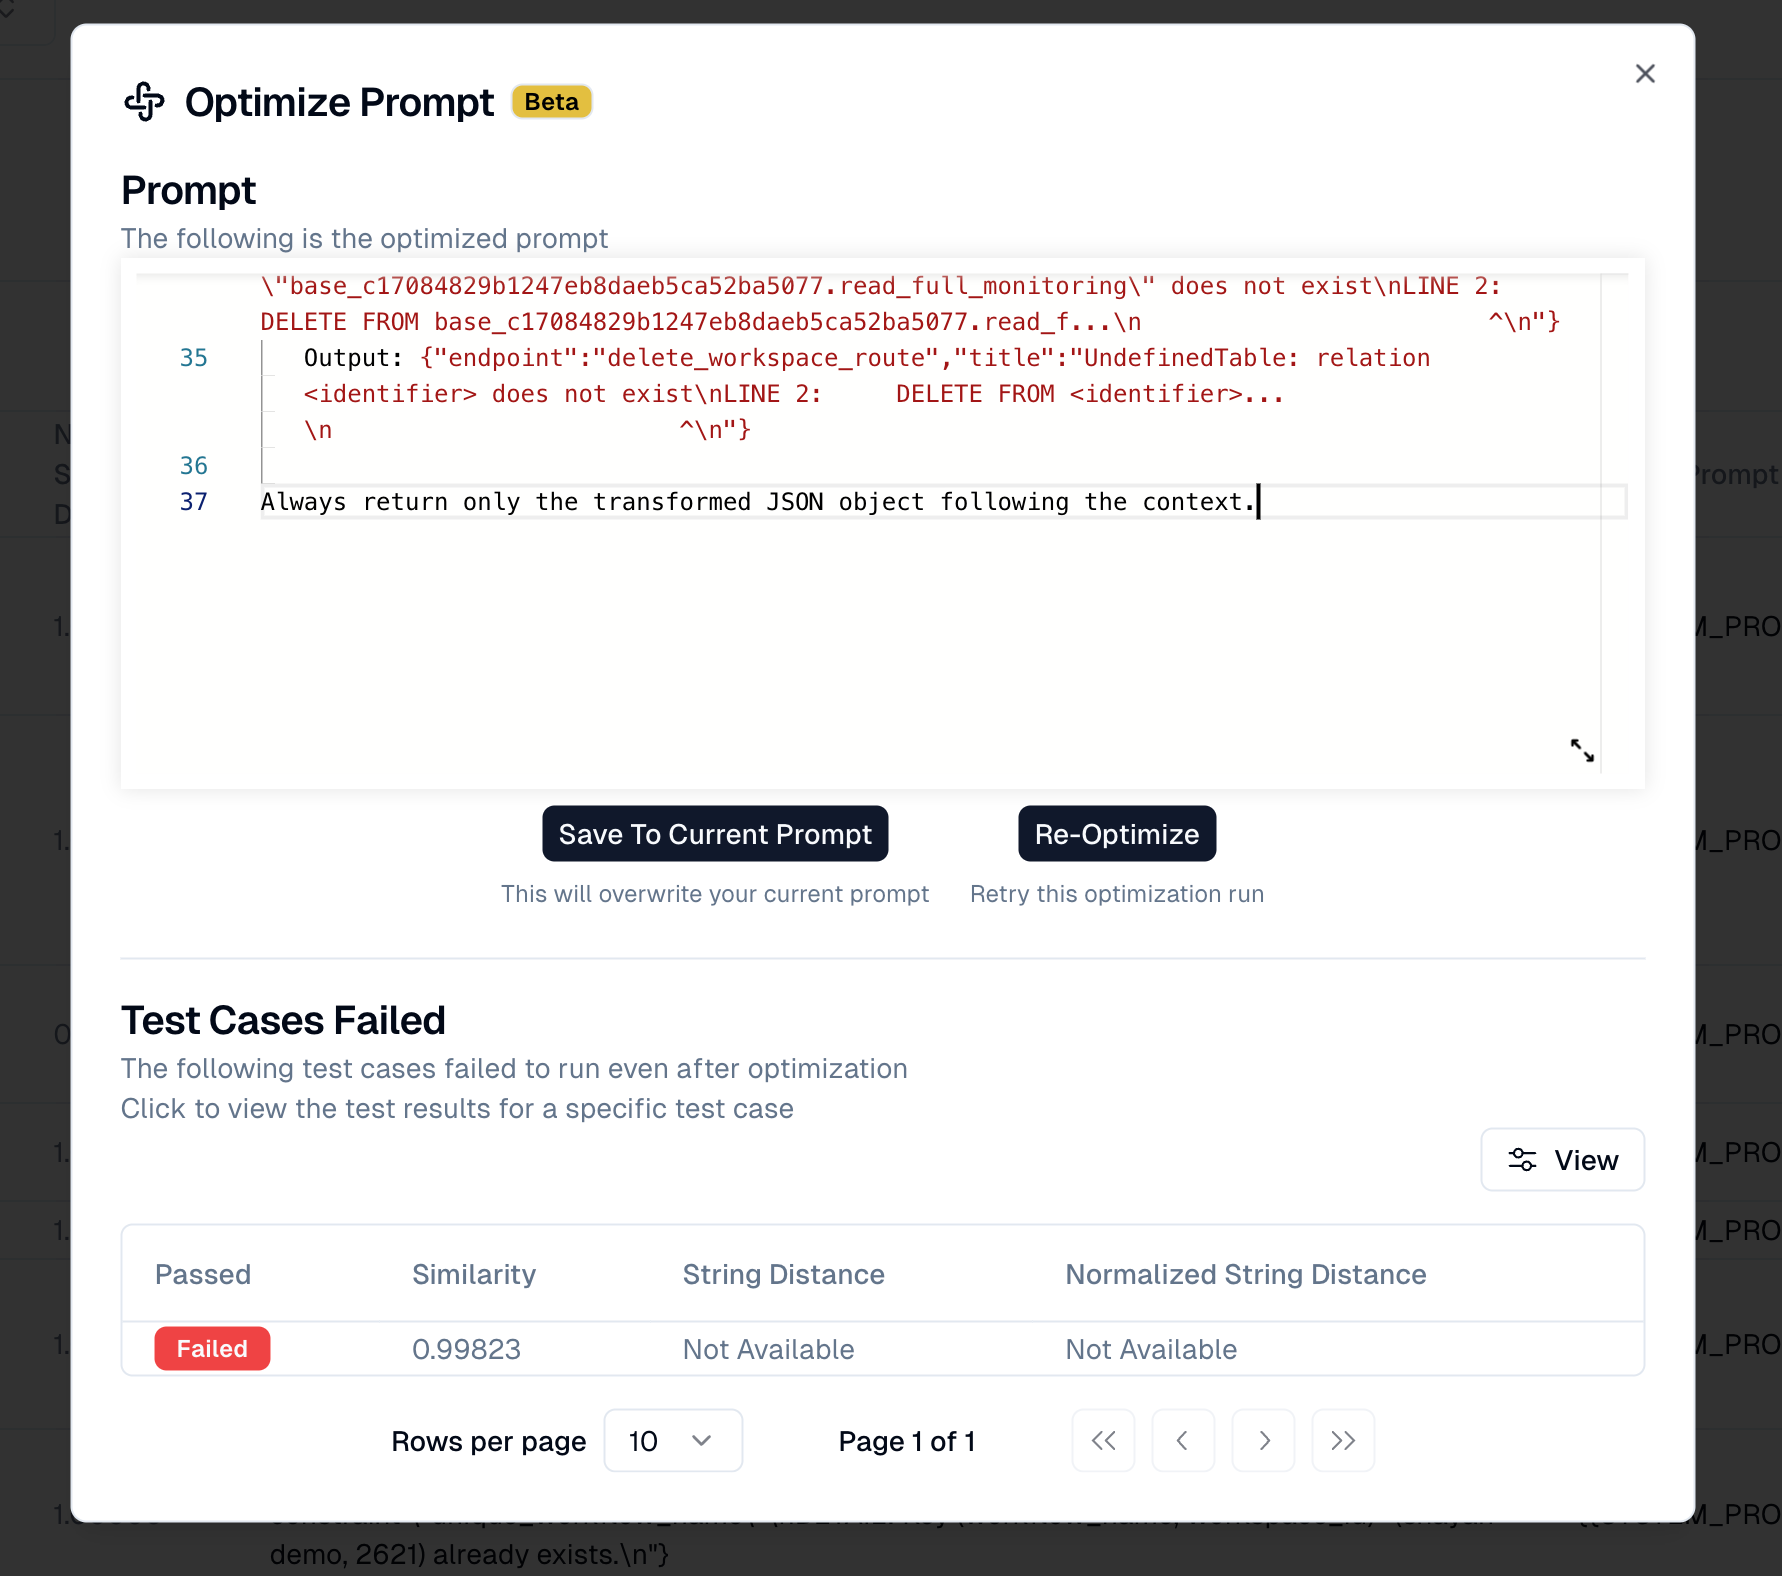 Optimize Prompt Beta
Prompt
The following is the optimized prompt
\"base_c17084829b1247eb8daeb5ca52ba5077.read_full_monitoring\" does not exist\nLINE 2:
DELETE FROM base_c17084829b1247eb8daeb5ca52ba5077.read_f...\n ^\n"}
35 Output: {"endpoint":"delete_workspace_route","title":"UndefinedTable: relation
<identifier> does not exist\nLINE 2: DELETE FROM <identifier>...
\n ^\n"}
36
37 Always return only the transformed JSON object following the context.
Save To Current Prompt Re-Optimize
This will overwrite your current prompt Retry this optimization run
Test Cases Failed
The following test cases failed to run even after optimization
Click to view the test results for a specific test case
View
Passed Similarity String Distance Normalized String Distance
Failed 0.99823 Not Available Not Available
Rows per page 10 Page 1 of 1
demo, 2621) already exists.\n"}